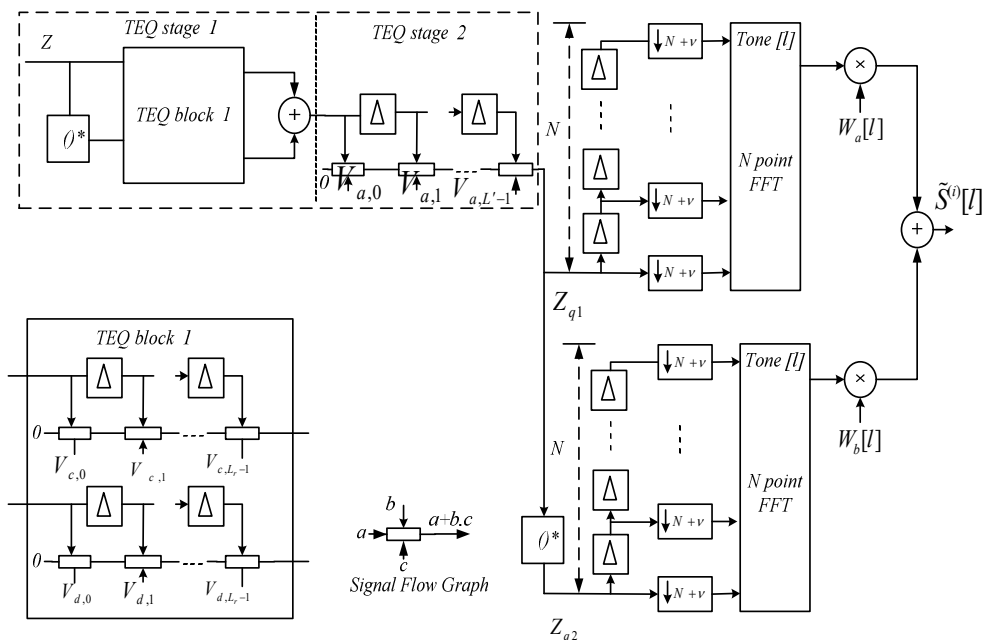 TEQ stage 1
TEQ stage 2
Z
TEQ block 1
()*
+
Δ
Δ
0
V_{a,0}
V_{a,1}
V_{a,L'-1}
N
Δ
Δ
Δ
↓ N+ν
↓ N+ν
↓ N+ν
Tone [l]
N point
FFT
×
W_a[l]
+
S̃^{(i)}[l]
Z_{q1}
TEQ block 1
Δ
Δ
0
V_{c,0}
V_{c,1}
V_{c,L_r-1}
Δ
Δ
0
V_{d,0}
V_{d,1}
V_{d,L_r-1}
b
a
a+b.c
c
Signal Flow Graph
()*
N
Δ
Δ
Δ
↓ N+ν
↓ N+ν
↓ N+ν
Tone [l]
N point
FFT
×
W_b[l]
Z_{q2}